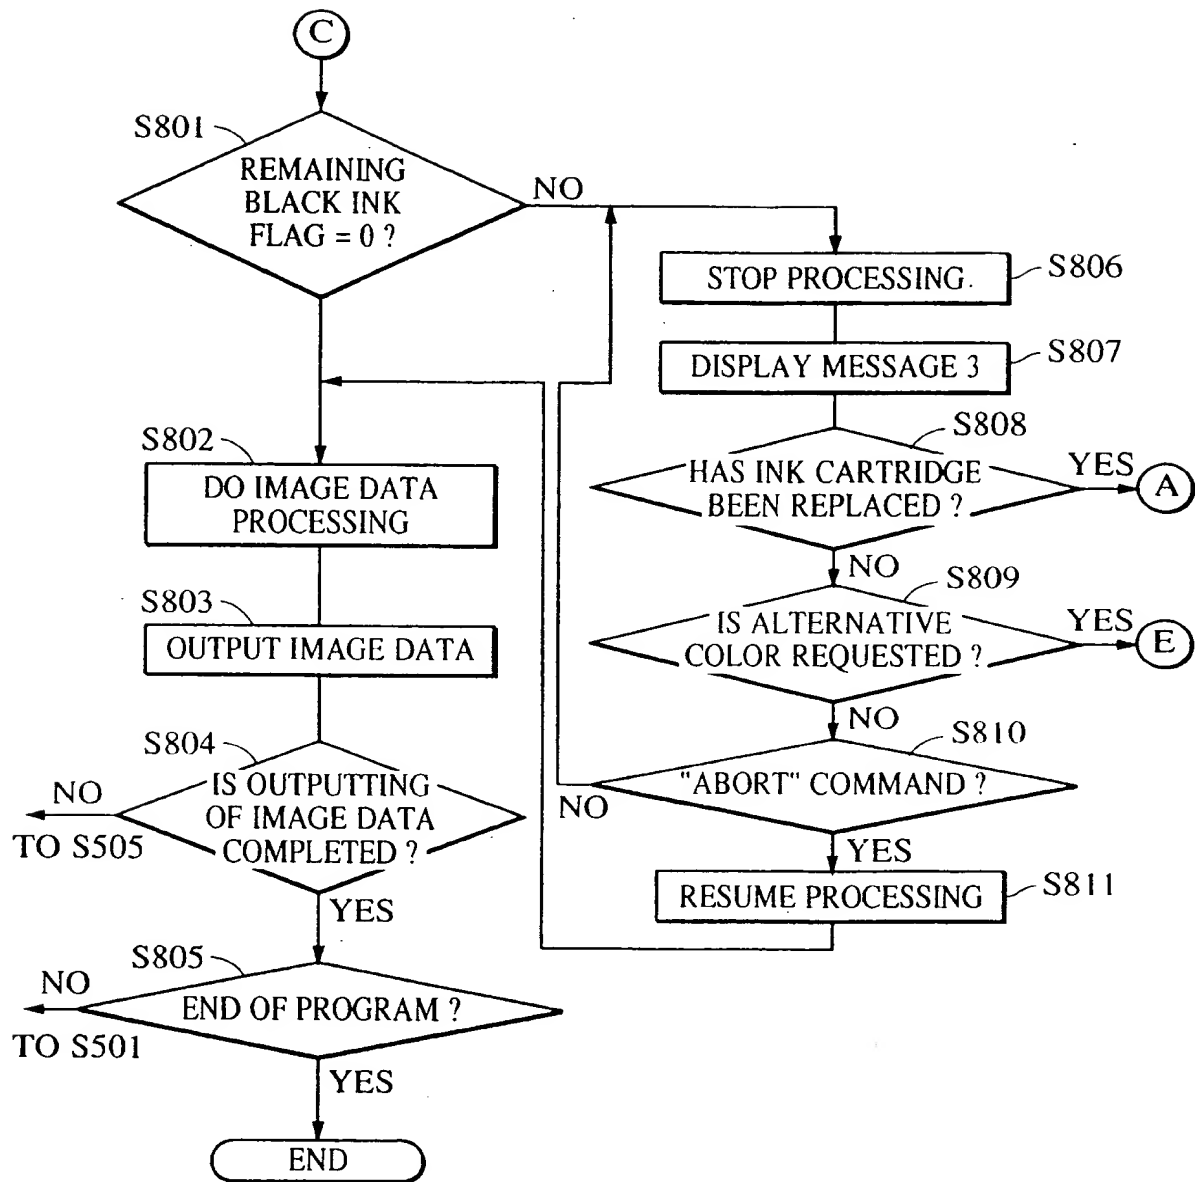 C
S801
REMAINING
BLACK INK
FLAG = 0 ?
NO
STOP PROCESSING.
S806
DISPLAY MESSAGE 3
S807
S808
HAS INK CARTRIDGE
BEEN REPLACED ?
YES
A
NO
S802
DO IMAGE DATA
PROCESSING
S809
IS ALTERNATIVE
COLOR REQUESTED ?
YES
E
NO
S803
OUTPUT IMAGE DATA
S810
"ABORT" COMMAND ?
NO
YES
S804
IS OUTPUTTING
OF IMAGE DATA
COMPLETED ?
NO
TO S505
YES
RESUME PROCESSING
S811
S805
END OF PROGRAM ?
NO
TO S501
YES
END